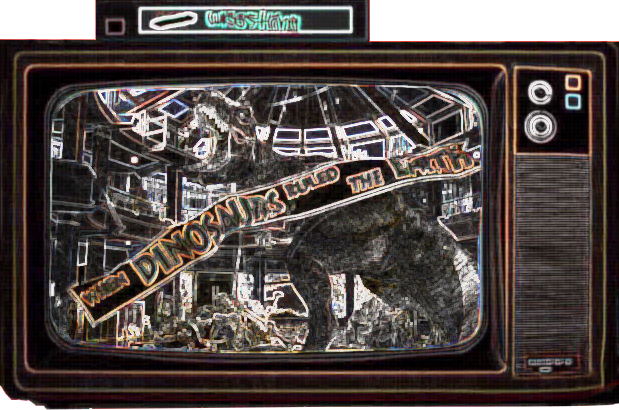 WHEN DINOSAURS RULED THE EARTH